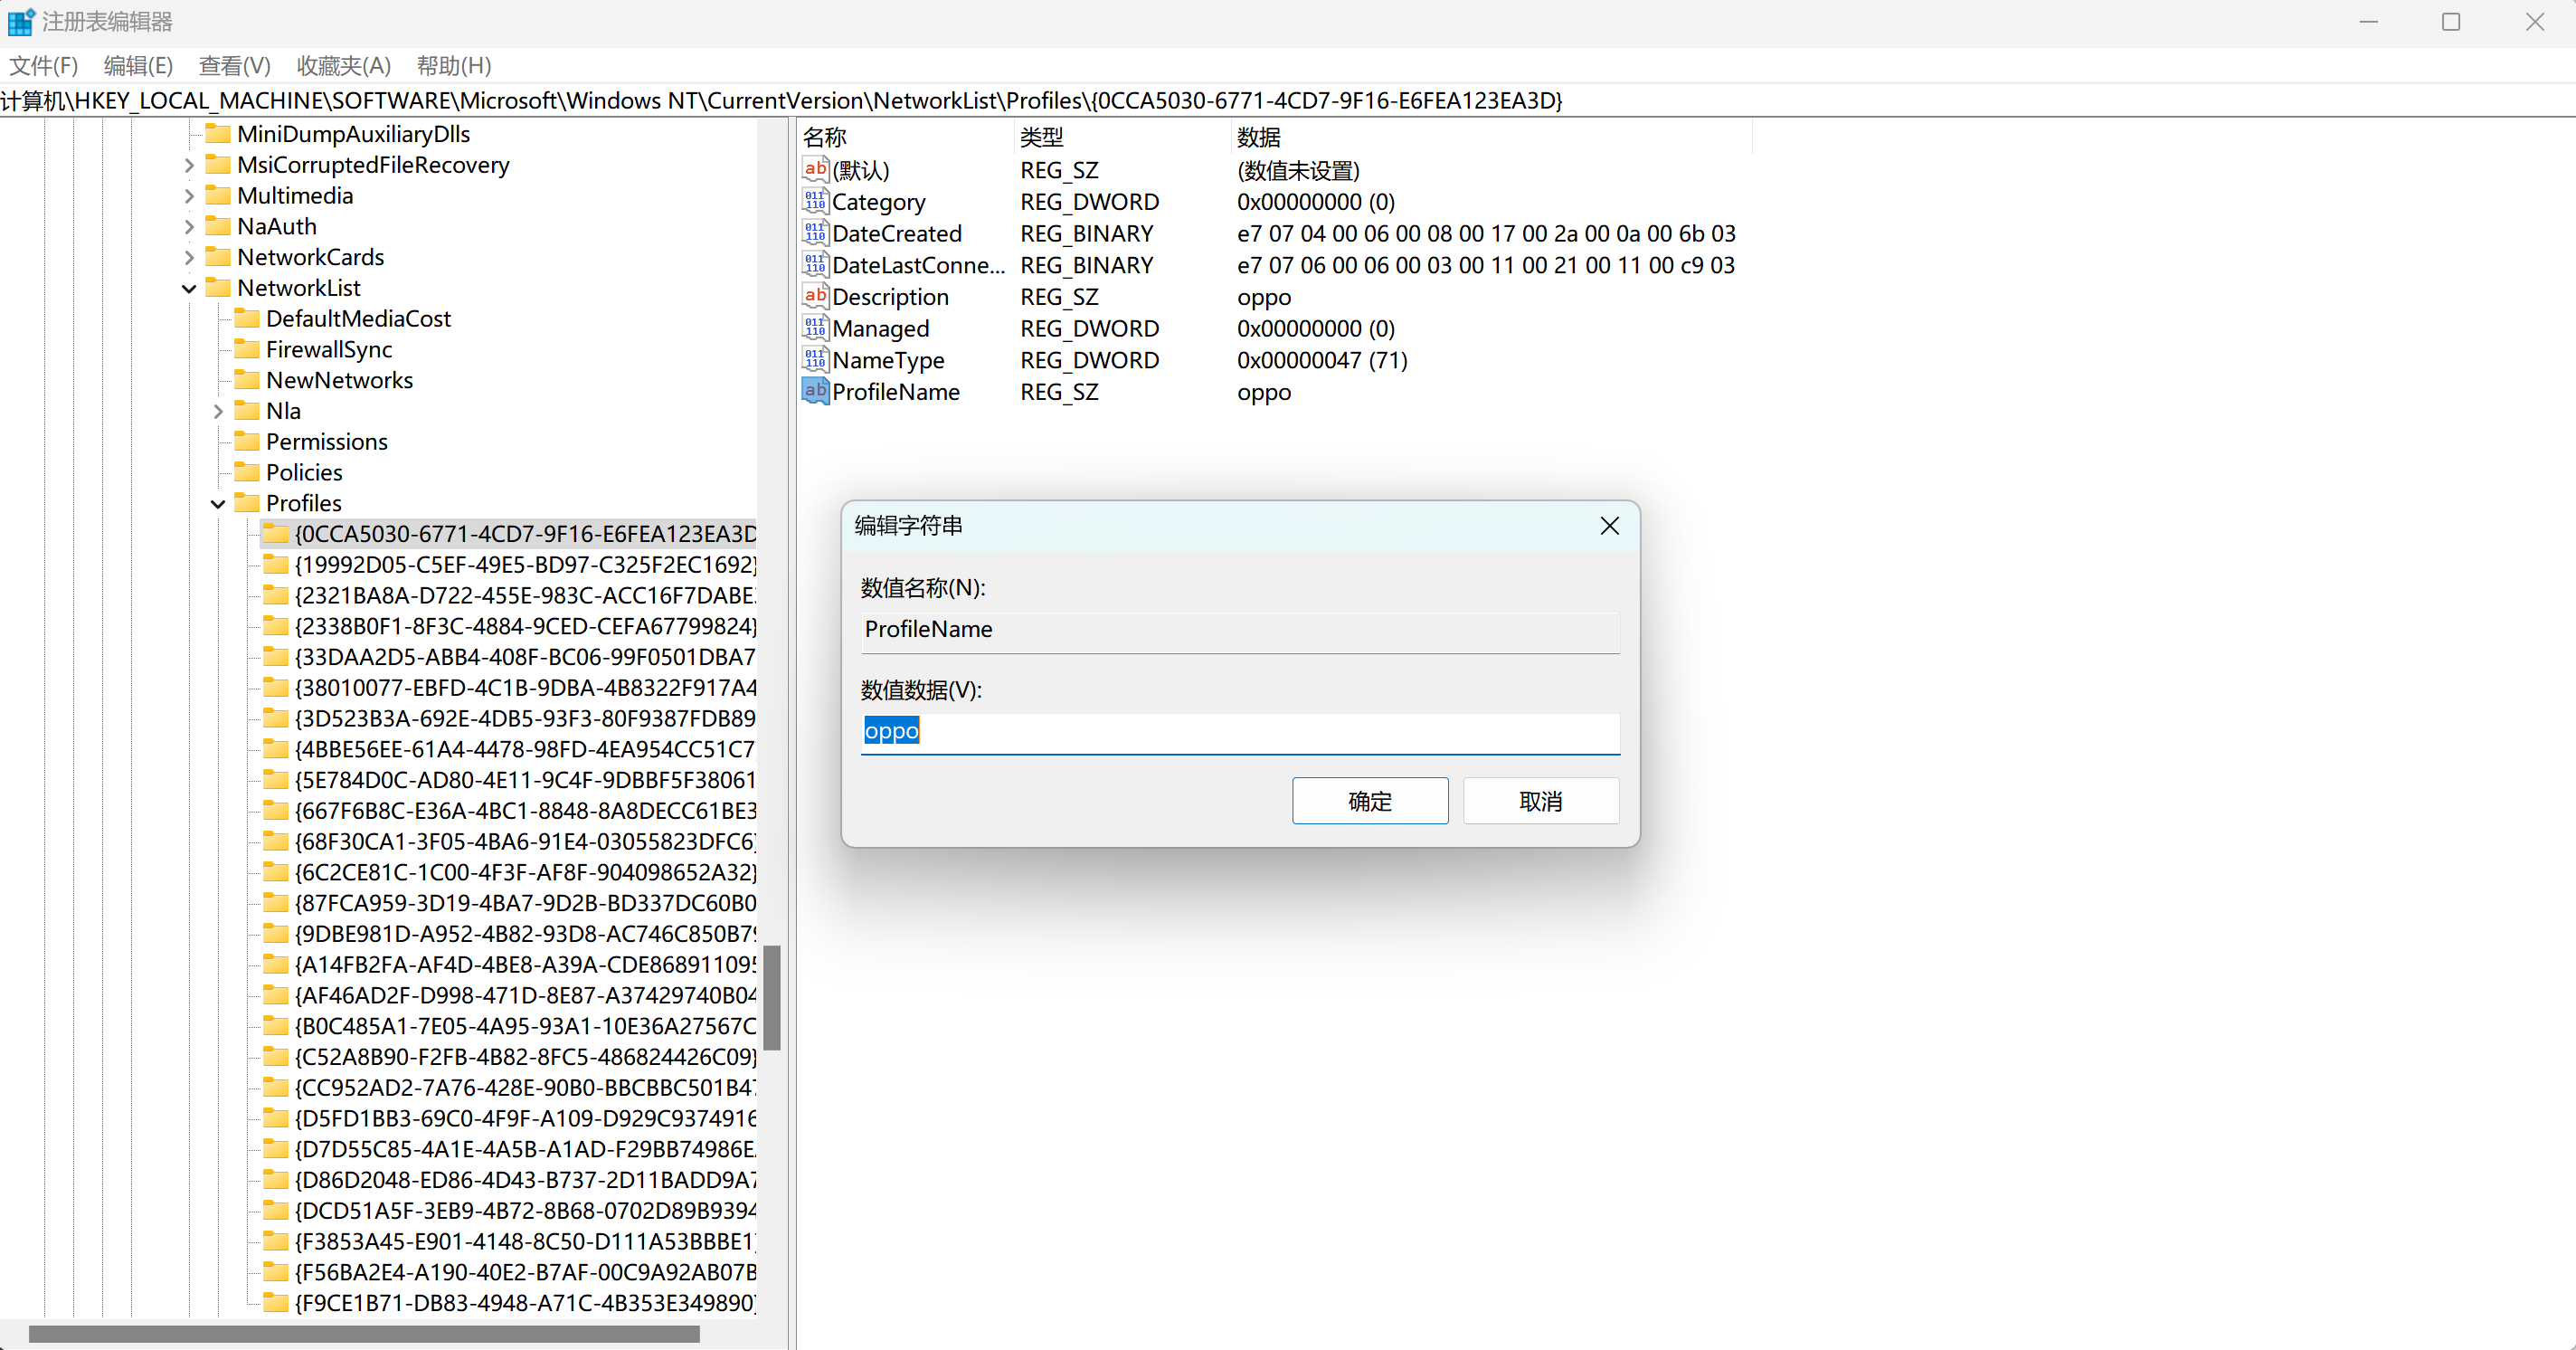 注册表编辑器
文件(F) 编辑(E) 查看(V) 收藏夹(A) 帮助(H)
计算机\HKEY_LOCAL_MACHINE\SOFTWARE\Microsoft\Windows NT\CurrentVersion\NetworkList\Profiles\{0CCA5030-6771-4CD7-9F16-E6FEA123EA3D}
MiniDumpAuxiliaryDlls
MsiCorruptedFileRecovery
Multimedia
NaAuth
NetworkCards
NetworkList
DefaultMediaCost
FirewallSync
NewNetworks
Nla
Permissions
Policies
Profiles
{0CCA5030-6771-4CD7-9F16-E6FEA123EA3D
{19992D05-C5EF-49E5-BD97-C325F2EC1692}
{2321BA8A-D722-455E-983C-ACC16F7DABE
{2338B0F1-8F3C-4884-9CED-CEFA67799824}
{33DAA2D5-ABB4-408F-BC06-99F0501DBA7
{38010077-EBFD-4C1B-9DBA-4B8322F917A4
{3D523B3A-692E-4DB5-93F3-80F9387FDB89
{4BBE56EE-61A4-4478-98FD-4EA954CC51C7
{5E784D0C-AD80-4E11-9C4F-9DBBF5F38061
{667F6B8C-E36A-4BC1-8848-8A8DECC61BE3
{68F30CA1-3F05-4BA6-91E4-03055823DFC6}
{6C2CE81C-1C00-4F3F-AF8F-904098652A32}
{87FCA959-3D19-4BA7-9D2B-BD337DC60B0
{9DBE981D-A952-4B82-93D8-AC746C850B79
{A14FB2FA-AF4D-4BE8-A39A-CDE868911095
{AF46AD2F-D998-471D-8E87-A37429740B04
{B0C485A1-7E05-4A95-93A1-10E36A27567C
{C52A8B90-F2FB-4B82-8FC5-486824426C09}
{CC952AD2-7A76-428E-90B0-BBCBBC501B47
{D5FD1BB3-69C0-4F9F-A109-D929C9374916
{D7D55C85-4A1E-4A5B-A1AD-F29BB74986E
{D86D2048-ED86-4D43-B737-2D11BADD9A7
{DCD51A5F-3EB9-4B72-8B68-0702D89B9394
{F3853A45-E901-4148-8C50-D111A53BBBE1}
{F56BA2E4-A190-40E2-B7AF-00C9A92AB07B
{F9CE1B71-DB83-4948-A71C-4B353E349890}
名称 类型 数据
(默认) REG_SZ (数值未设置)
Category REG_DWORD 0x00000000 (0)
DateCreated REG_BINARY e7 07 04 00 06 00 08 00 17 00 2a 00 0a 00 6b 03
DateLastConne... REG_BINARY e7 07 06 00 06 00 03 00 11 00 21 00 11 00 c9 03
Description REG_SZ oppo
Managed REG_DWORD 0x00000000 (0)
NameType REG_DWORD 0x00000047 (71)
ProfileName REG_SZ oppo
编辑字符串
数值名称(N):
ProfileName
数值数据(V):
oppo
确定 取消